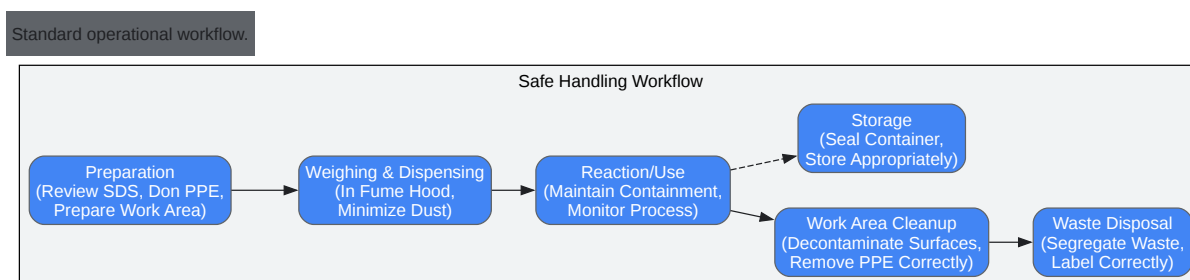 Standard operational workflow.
Safe Handling Workflow
Preparation
(Review SDS, Don PPE,
Prepare Work Area)
Weighing & Dispensing
(In Fume Hood,
Minimize Dust)
Reaction/Use
(Maintain Containment,
Monitor Process)
Storage
(Seal Container,
Store Appropriately)
Work Area Cleanup
(Decontaminate Surfaces,
Remove PPE Correctly)
Waste Disposal
(Segregate Waste,
Label Correctly)